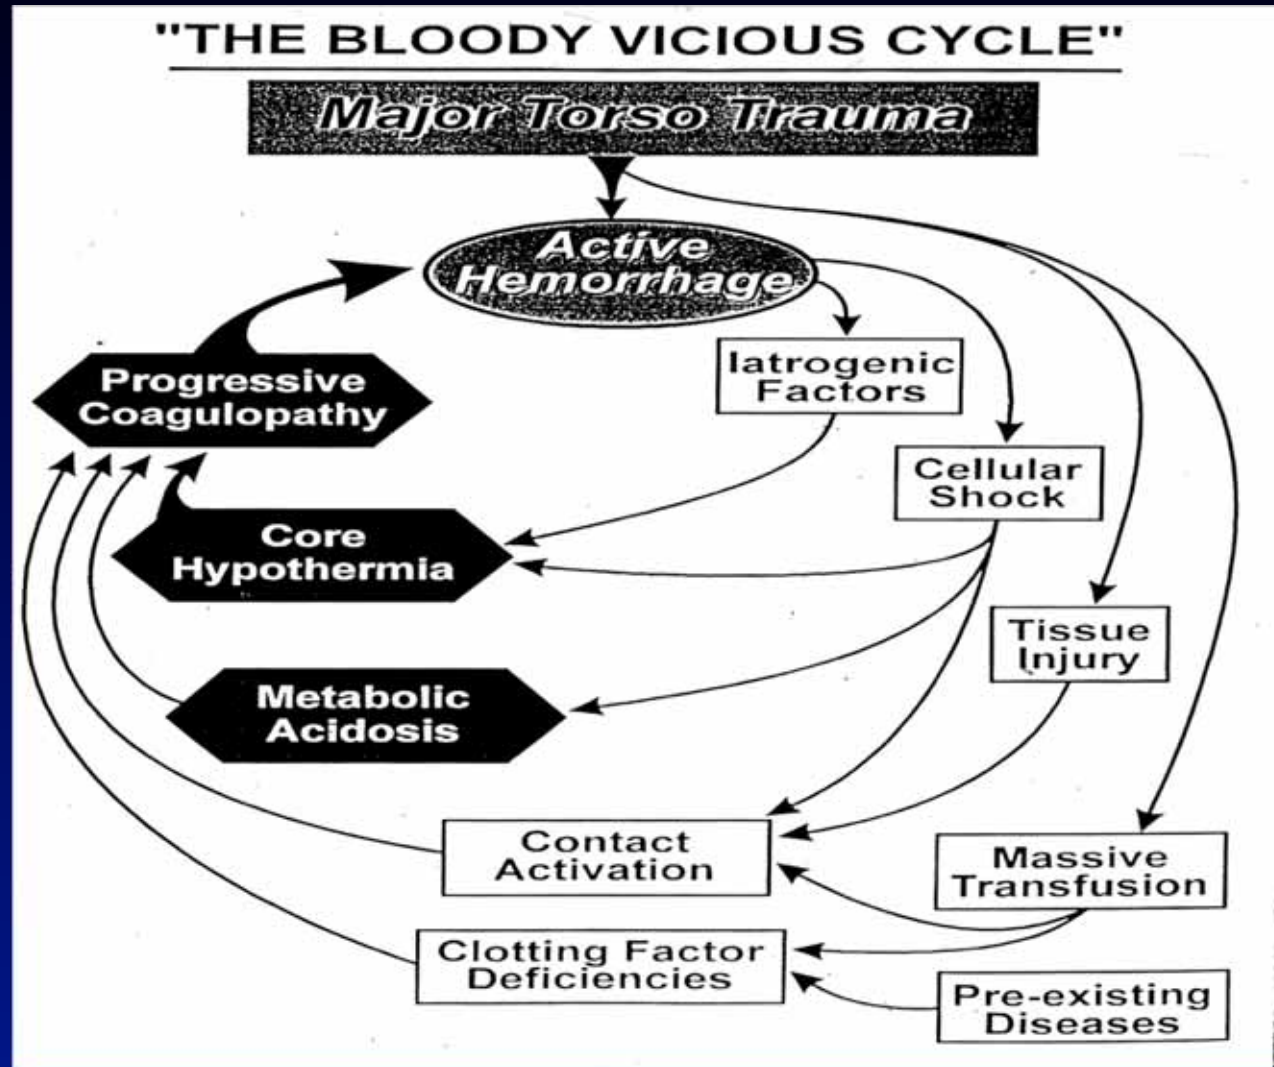 "THE BLOODY VICIOUS CYCLE"
Major Torso Trauma
Active
Hemorrhage
Iatrogenic
Factors
Progressive
Coagulopathy
Cellular
Shock
Core
Hypothermia
Tissue
Injury
Metabolic
Acidosis
Contact
Activation
Massive
Transfusion
Clotting Factor
Deficiencies
Pre-existing
Diseases